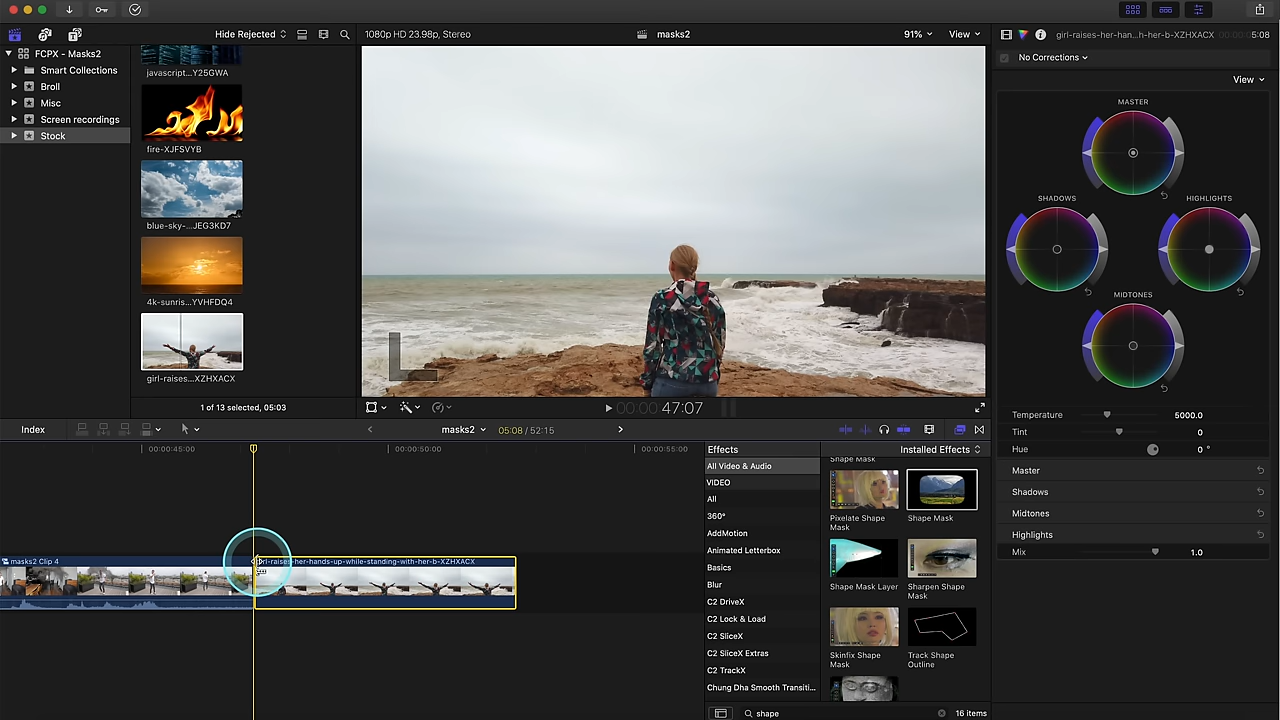 Hide Rejected
1080p HD 23.98p, Stereo
masks2
91%
View
girl-raises-her-han...h-her-b-XZHXACX
5:08
FCPX - Masks2
Smart Collections
Broll
Misc
Screen recordings
Stock
javascript...Y25GWA
fire-XJFSVYB
blue-sky-...JEG3KD7
4k-sunris...YVHFDQ4
girl-raises...XZHXACX
1 of 13 selected, 05:03
00:00:47:07
No Corrections
View
MASTER
SHADOWS
HIGHLIGHTS
MIDTONES
Temperature
5000.0
Tint
0
Hue
0 °
Master
Shadows
Midtones
Highlights
Mix
1.0
Index
masks2
05:08 / 52:15
00:00:45:00
00:00:50:00
00:00:55:00
masks2 Clip 4
-raises-her-hands-up-while-standing-with-her-b-XZHXACX
Effects
Installed Effects
All Video & Audio
VIDEO
All
360°
AddMotion
Animated Letterbox
Basics
Blur
C2 DriveX
C2 Lock & Load
C2 SliceX
C2 SliceX Extras
C2 TrackX
Chung Dha Smooth Transiti...
Shape Mask
Pixelate Shape
Mask
Shape Mask
Shape Mask Layer
Sharpen Shape
Mask
Skinfix Shape
Mask
Track Shape
Outline
shape
16 items